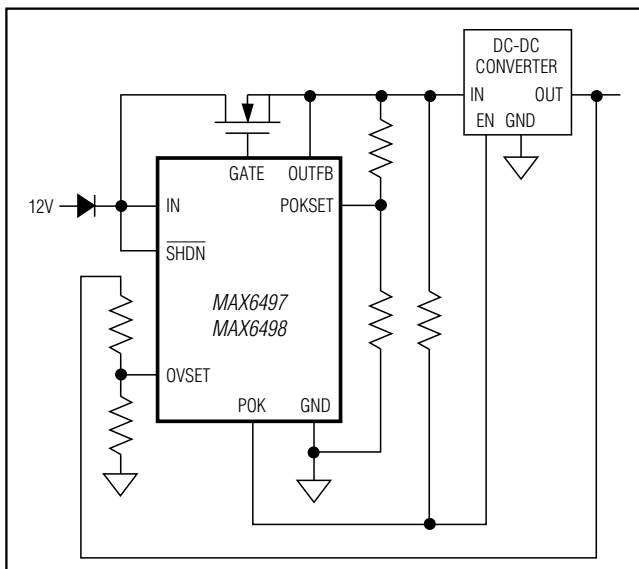 DC-DC
CONVERTER
IN OUT
EN GND
GATE OUTFB
12V IN POKSET
SHDN
MAX6497
MAX6498
OVSET
POK GND